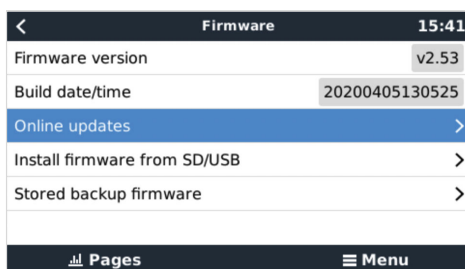 Firmware 15:41
Firmware version v2.53
Build date/time 20200405130525
Online updates
Install firmware from SD/USB
Stored backup firmware
Pages Menu